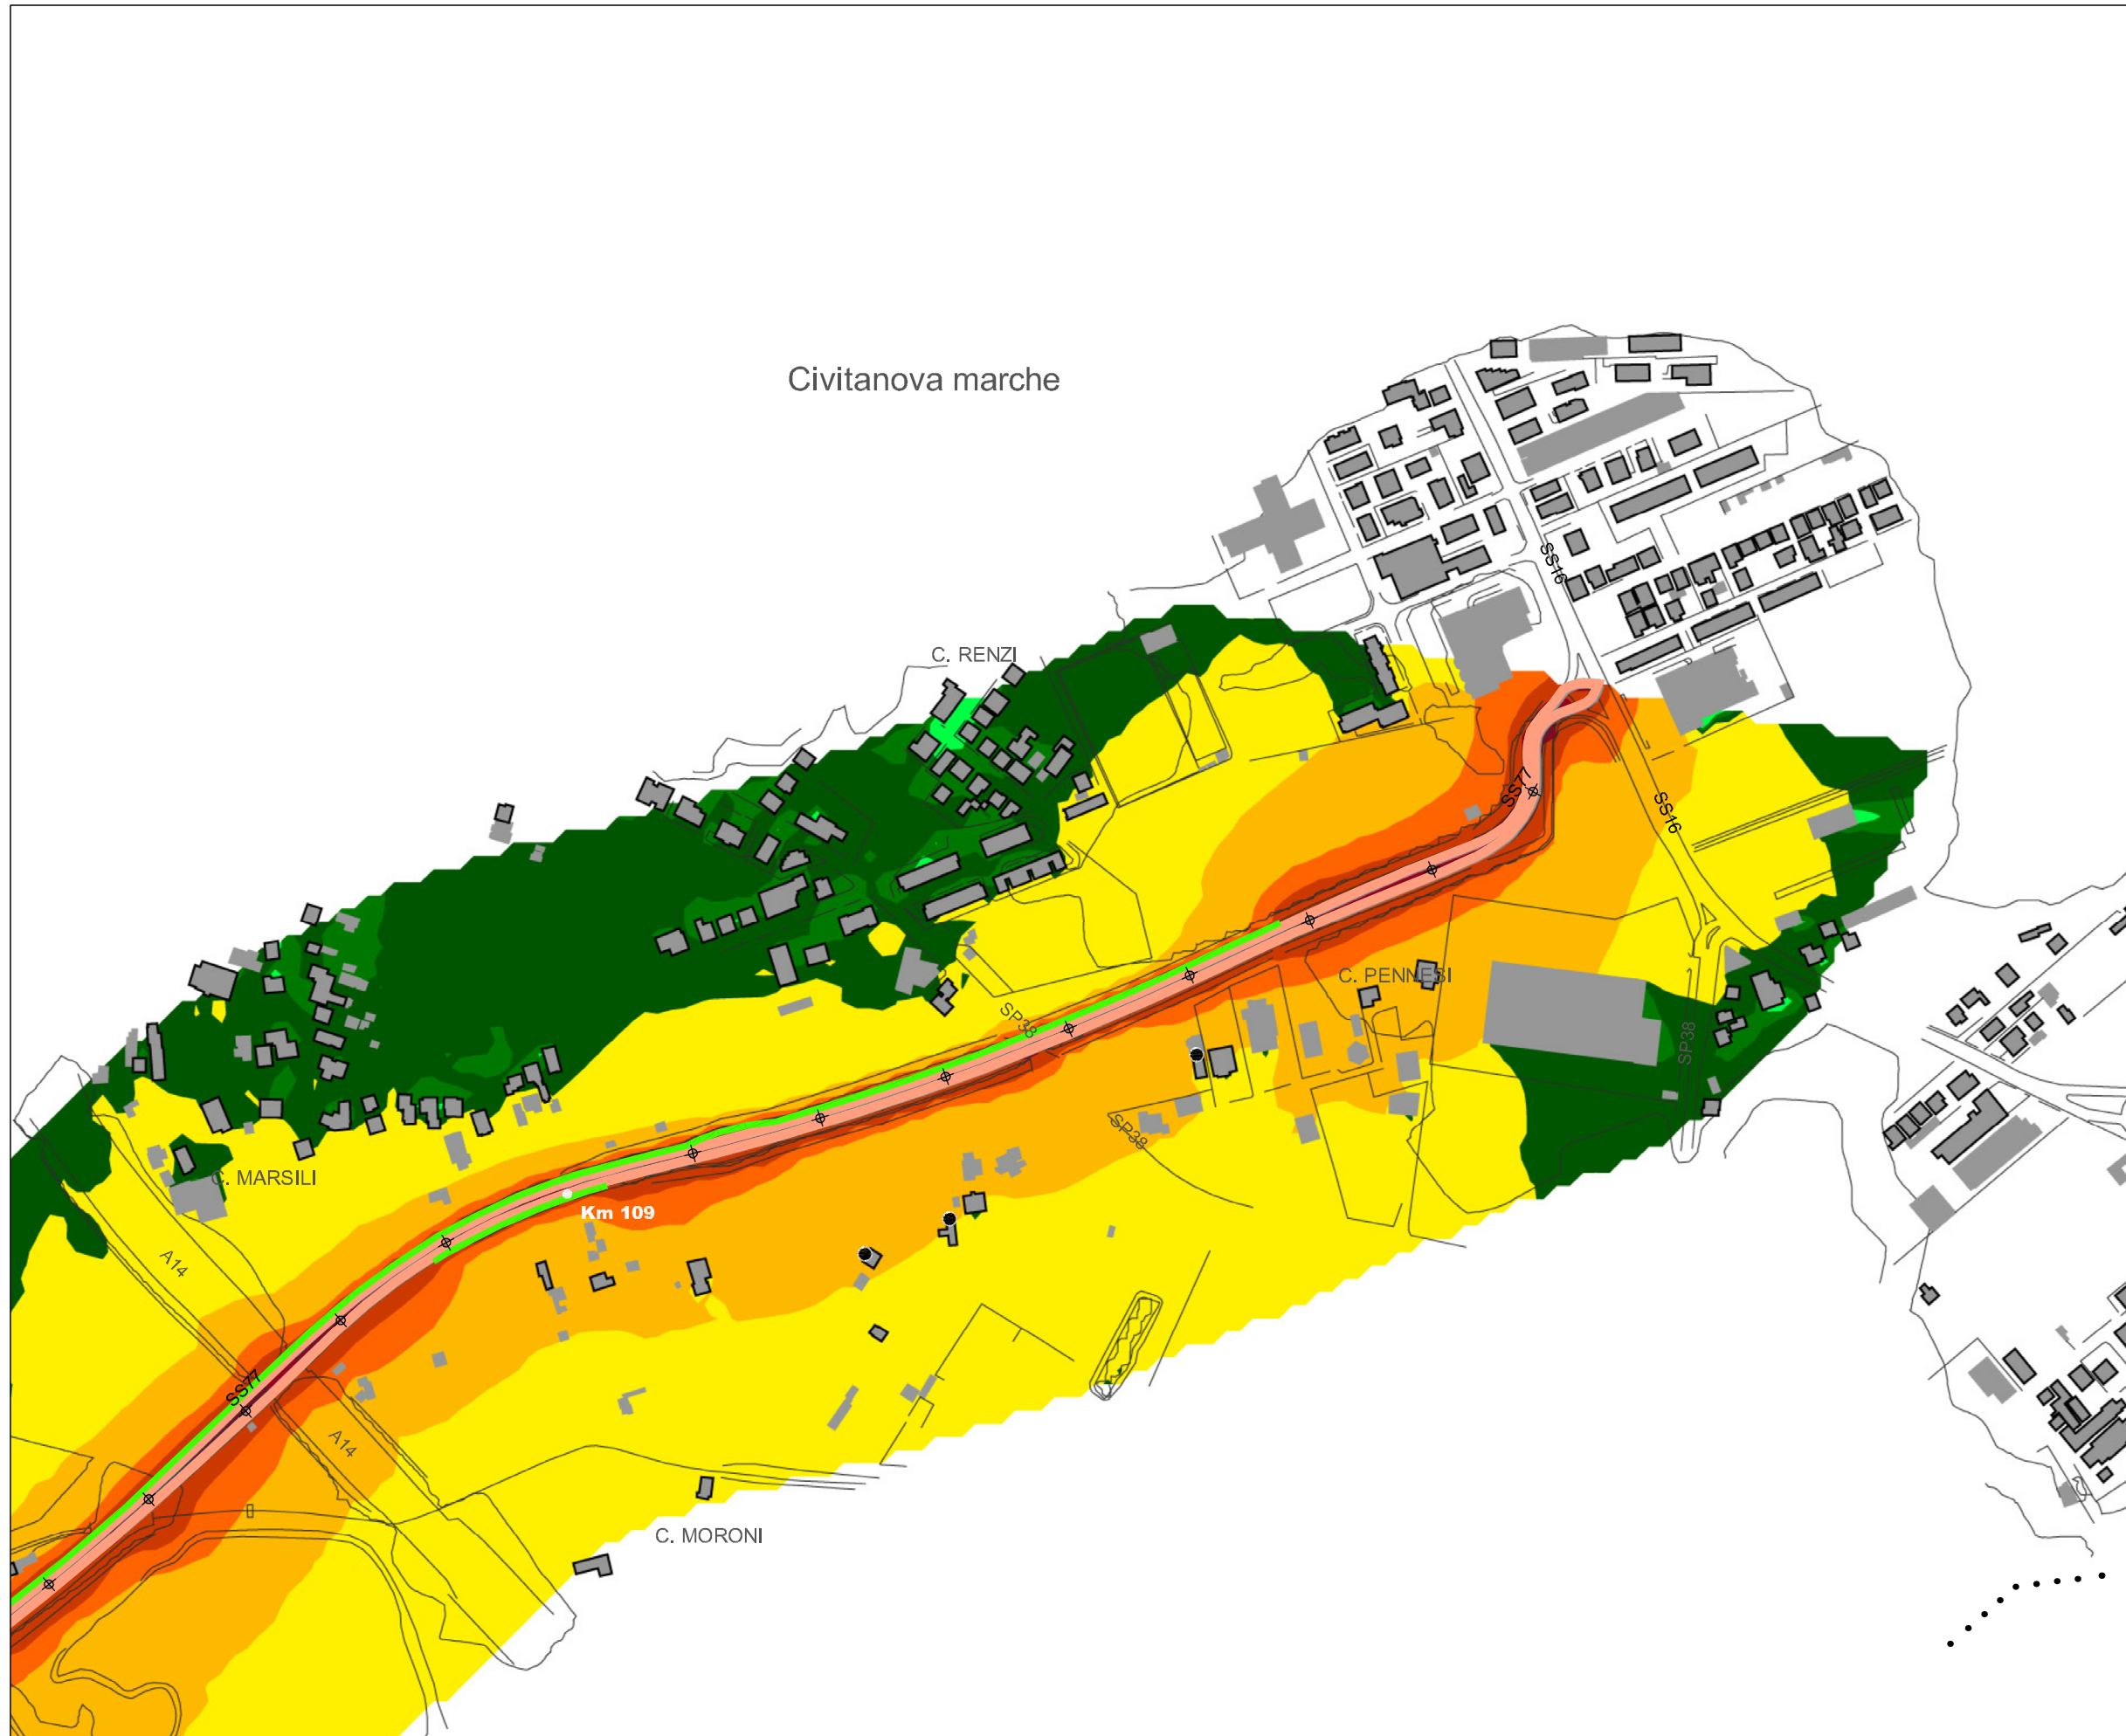 Civitanova marche
SS16
C. RENZI
SS77
SS16
C. PENNESI
SP38
SP38
SP38
C. MARSILI
Km 109
A14
SS77
A14
C. MORONI